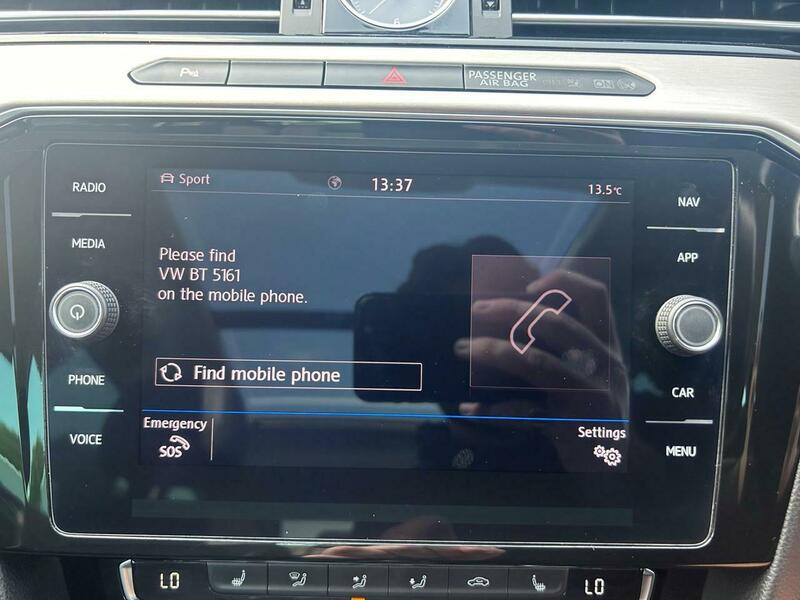 6
P
PASSENGER
AIR BAG
ON
RADIO
MEDIA
PHONE
VOICE
Sport
13:37
13.5°C
Please find
VW BT 5161
on the mobile phone.
Find mobile phone
Emergency
SOS
Settings
NAV
APP
CAR
MENU
LO
LO